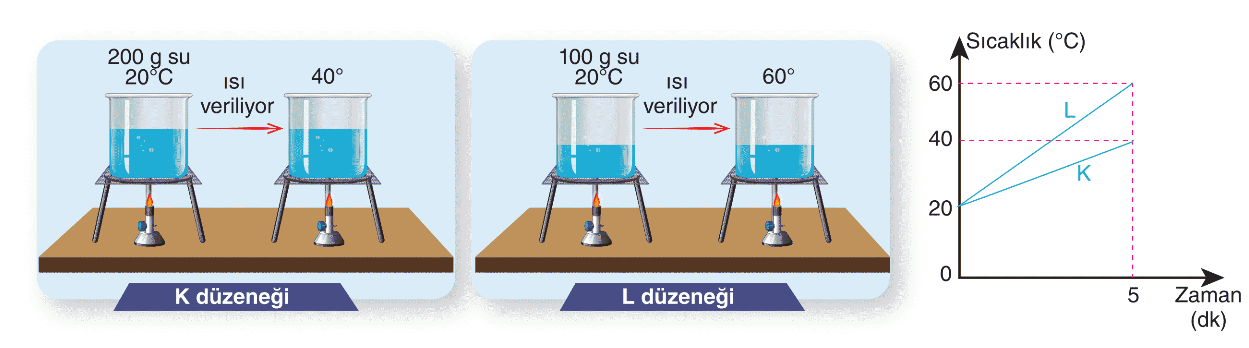 200 g su
20°C
ısı
veriliyor
40°
K düzeneği
100 g su
20°C
ısı
veriliyor
60°
L düzeneği
Sıcaklık (°C)
60
40
20
0
L
K
5
Zaman
(dk)